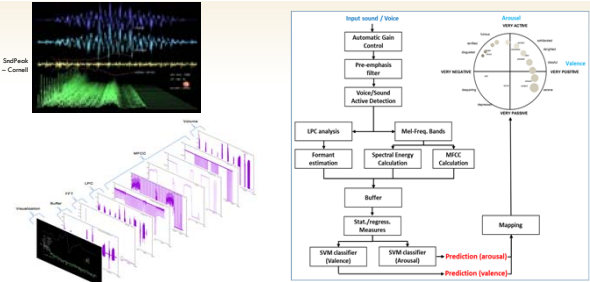 SndPeak
– Cornell
Volume
MFCC
LPC
FFT
Buffer
Visualization
Input sound / Voice
Automatic Gain
Control
Pre-emphasis
filter
Voice/Sound
Active Detection
LPC analysis
Mel-Freq. Bands
Formant
estimation
Spectral Energy
Calculation
MFCC
Calculation
Buffer
Stat./regress.
Measures
SVM classifier
(Valence)
SVM classifier
(Arousal)
Prediction (arousal)
Prediction (valence)
Mapping
Arousal
VERY ACTIVE
Valence
VERY NEGATIVE
VERY POSITIVE
VERY PASSIVE